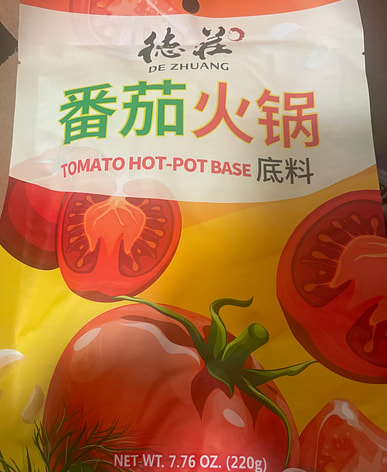 德莊
DE ZHUANG
番茄火锅
TOMATO HOT-POT BASE 底料
NET WT. 7.76 OZ. (220g)